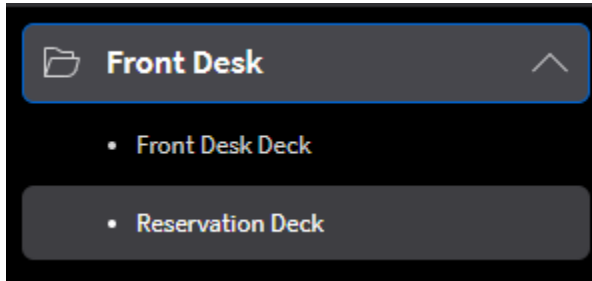 Front Desk
• Front Desk Deck
• Reservation Deck